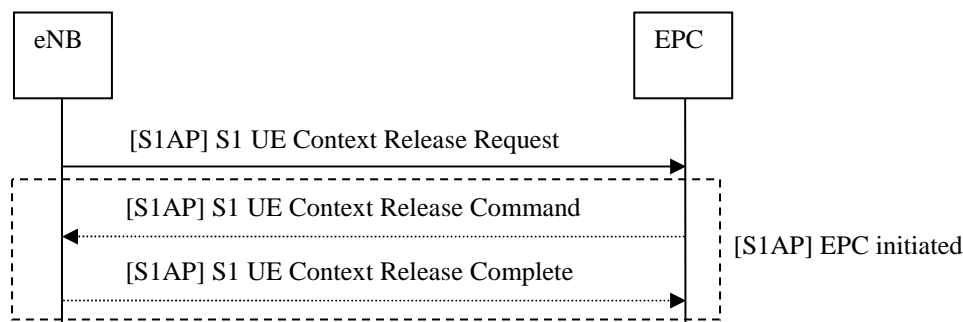 eNB
EPC
[S1AP] S1 UE Context Release Request
[S1AP] S1 UE Context Release Command
[S1AP] EPC initiated
[S1AP] S1 UE Context Release Complete